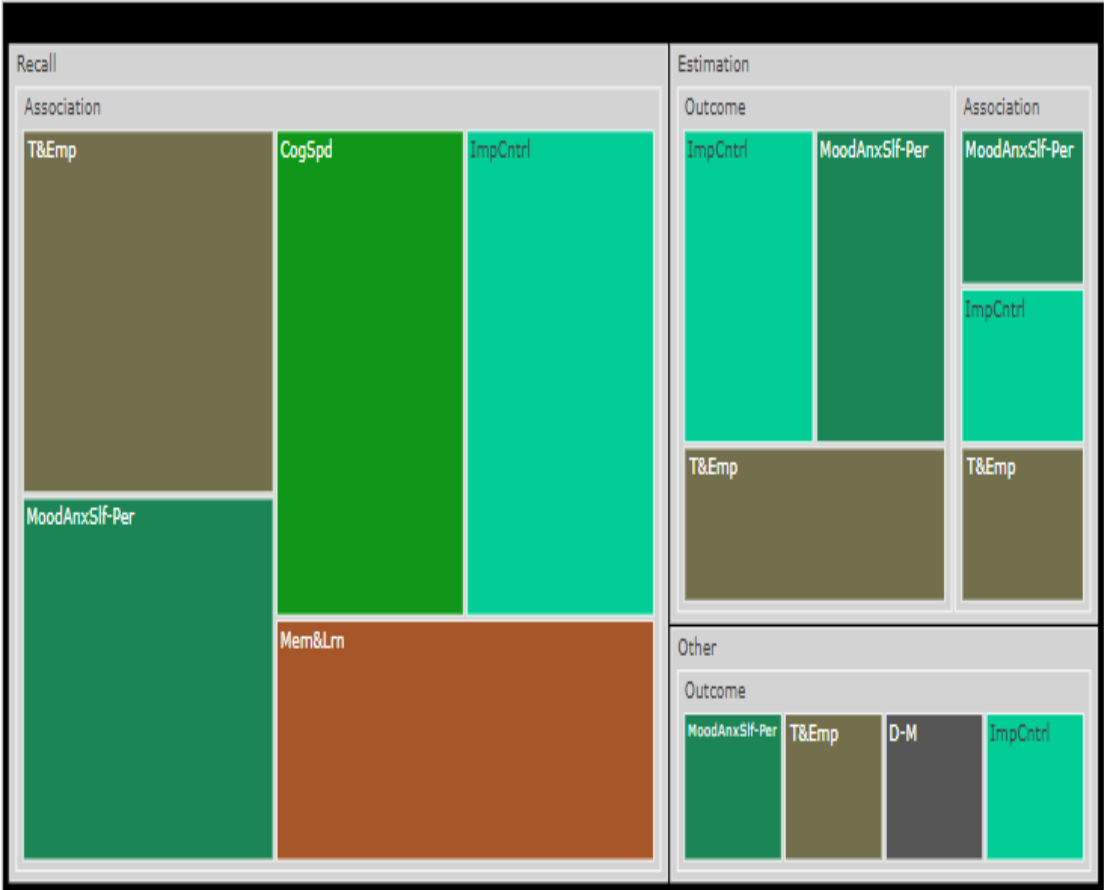 Recall
Association
T&Emp
CogSpd
ImpCntrl
MoodAnxSlf-Per
Mem&Lrn
Estimation
Outcome
ImpCntrl
MoodAnxSlf-Per
T&Emp
Association
MoodAnxSlf-Per
ImpCntrl
T&Emp
Other
Outcome
MoodAnxSlf-Per
T&Emp
D-M
ImpCntrl